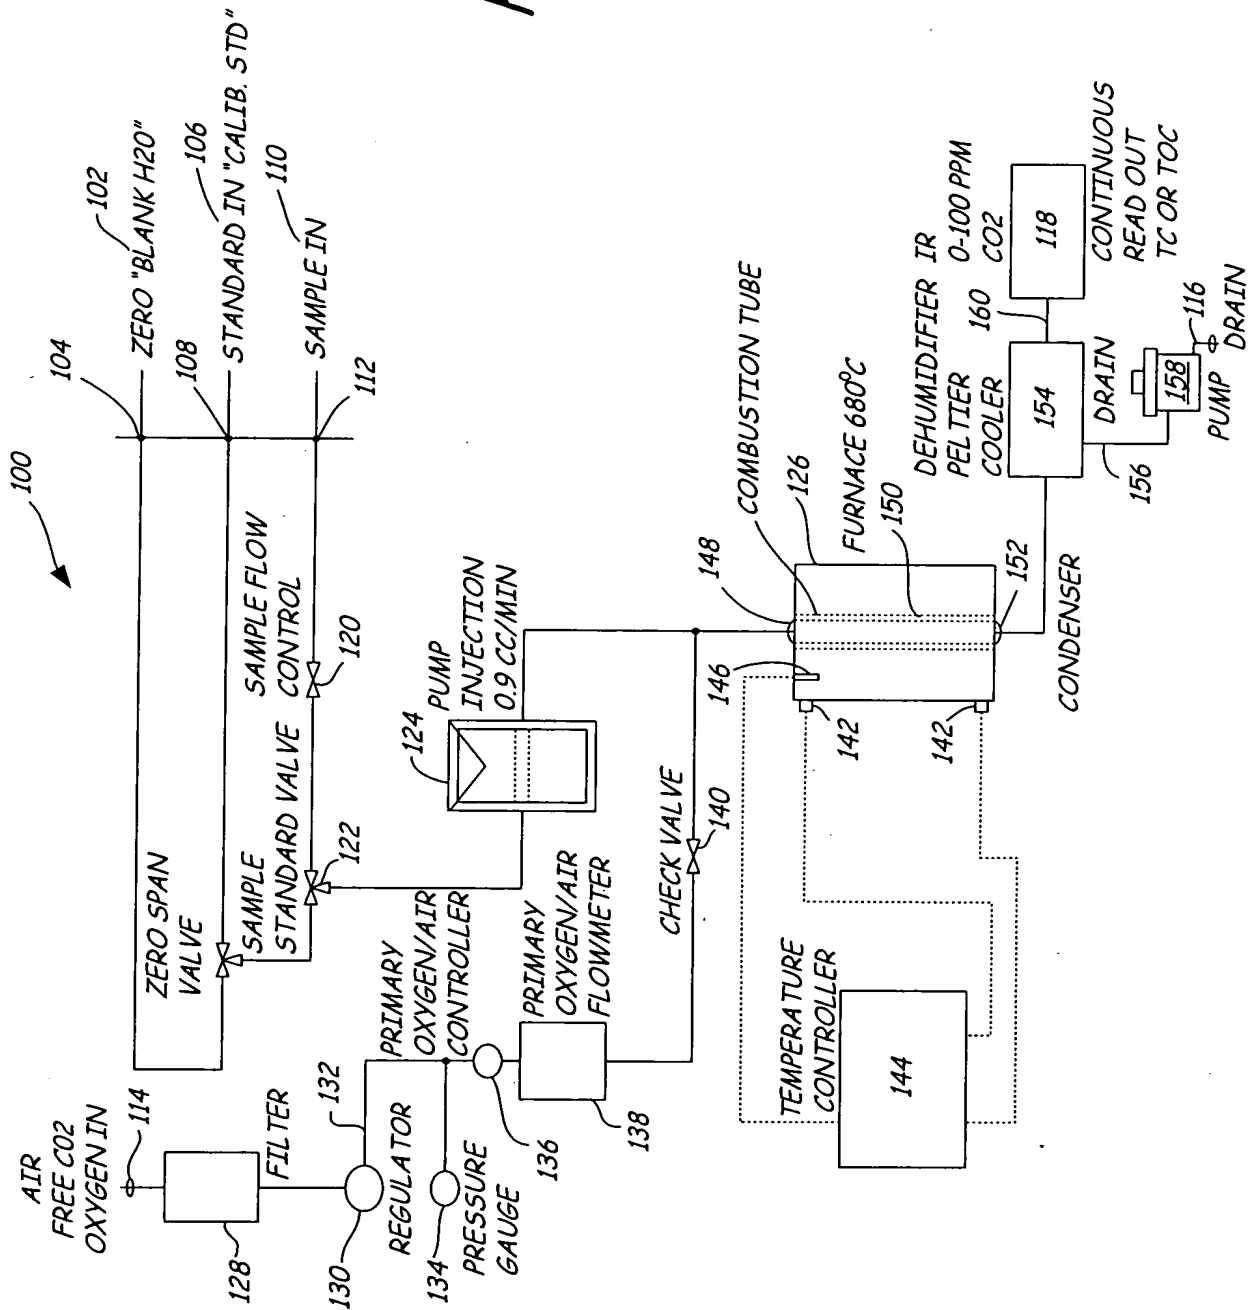 100
102
ZERO "BLANK H20"
104
106
STANDARD IN "CALIB. STD"
108
110
SAMPLE IN
112
ZERO SPAN
VALVE
SAMPLE
STANDARD VALVE
122
SAMPLE FLOW
CONTROL
120
AIR
FREE CO2
OXYGEN IN
114
128
FILTER
130
REGULATOR
132
134
PRESSURE
GAUGE
PRIMARY
OXYGEN/AIR
CONTROLLER
136
PRIMARY
OXYGEN/AIR
FLOWMETER
138
124
PUMP
INJECTION
0.9 CC/MIN
CHECK VALVE
140
TEMPERATURE
CONTROLLER
144
142
142
146
148
COMBUSTION TUBE
126
FURNACE 680°C
150
152
CONDENSER
DEHUMIDIFIER
PELTIER
COOLER
154
DRAIN
156
158
PUMP
116
DRAIN
160
IR
0-100 PPM
CO2
118
CONTINUOUS
READ OUT
TC OR TOC